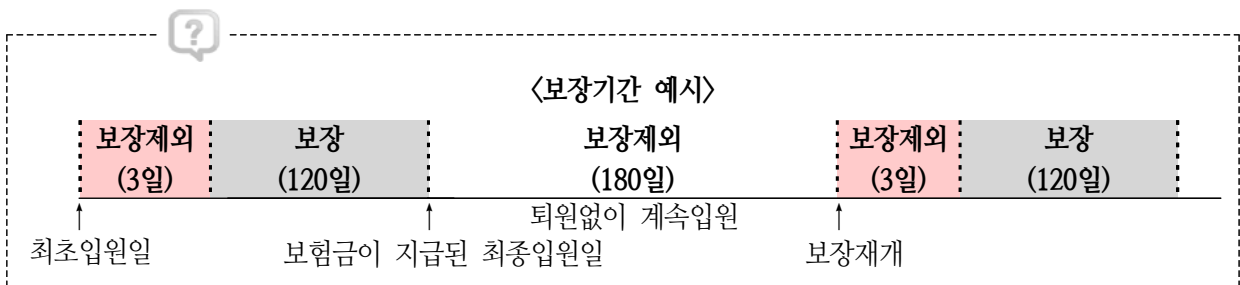 ?
<보장기간 예시>
보장제외 보장 보장제외 보장제외 보장
(3일) (120일) (180일) (3일) (120일)
퇴원없이 계속입원
최초입원일 보험금이 지급된 최종입원일 보장재개